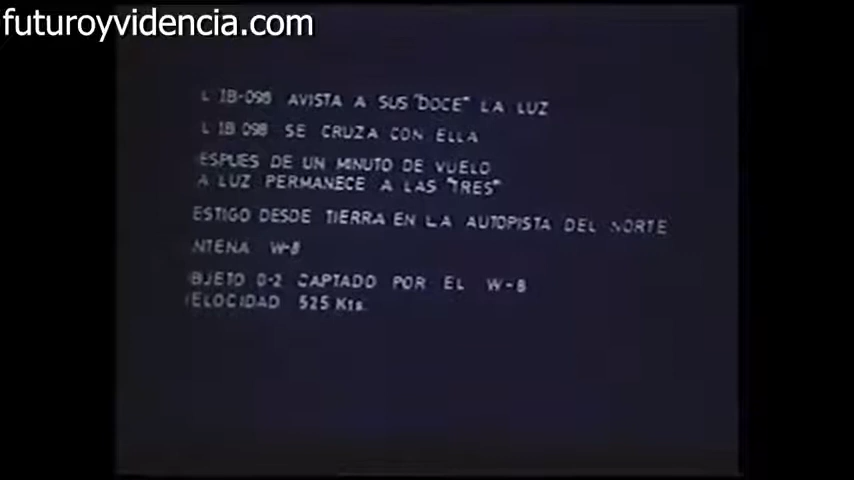 futuroyvidencia.com
L IB-098 AVISTA A SUS "DOCE" LA LUZ
L IB 098 SE CRUZA CON ELLA
ESPUES DE UN MINUTO DE VUELO
A LUZ PERMANECE A LAS "TRES"
ESTIGO DESDE TIERRA EN LA AUTOPISTA DEL NORTE
NTENA W-8
BJETO 0-2 CAPTADO POR EL W-8
VELOCIDAD 525 Kts.